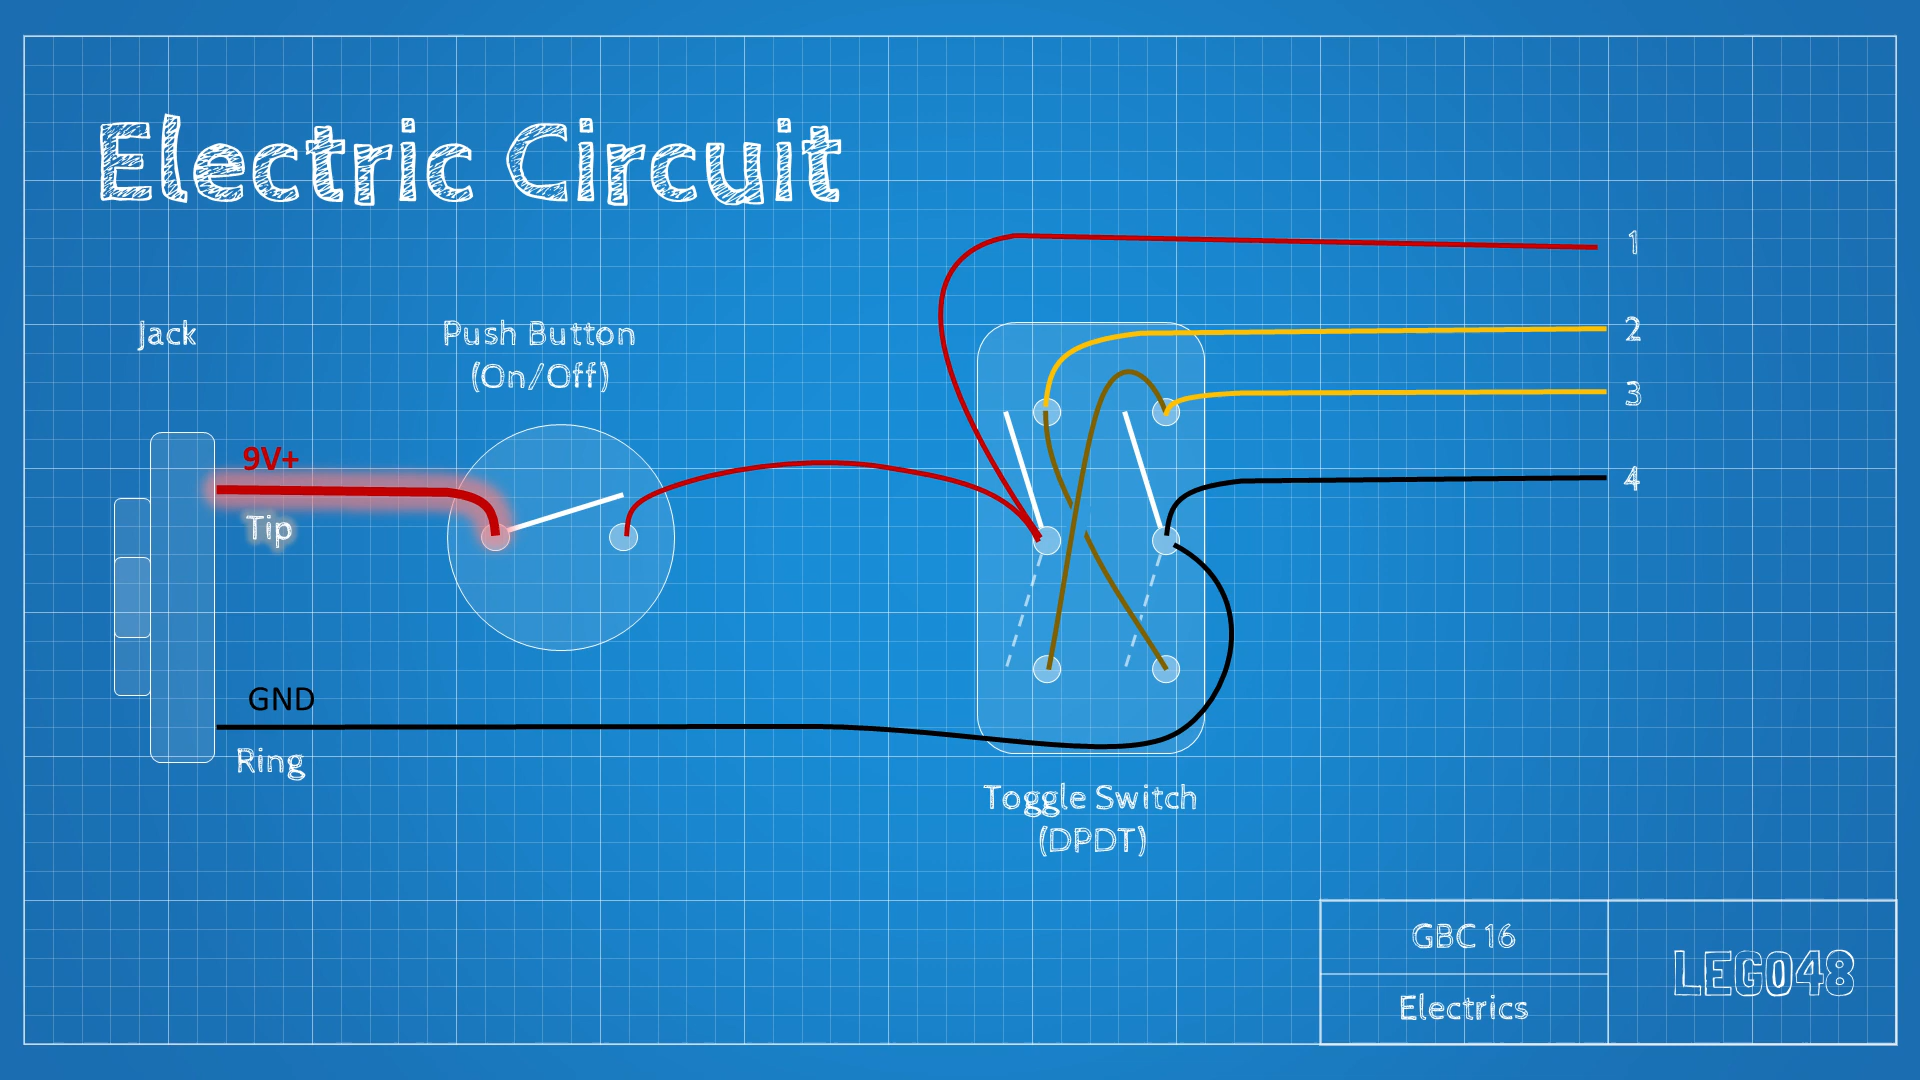 Electric Circuit
1
2
3
4
Jack
Push Button
(On/Off)
9V+
Tip
GND
Ring
Toggle Switch
(DPDT)
GBC 16
Electrics
LEGO48